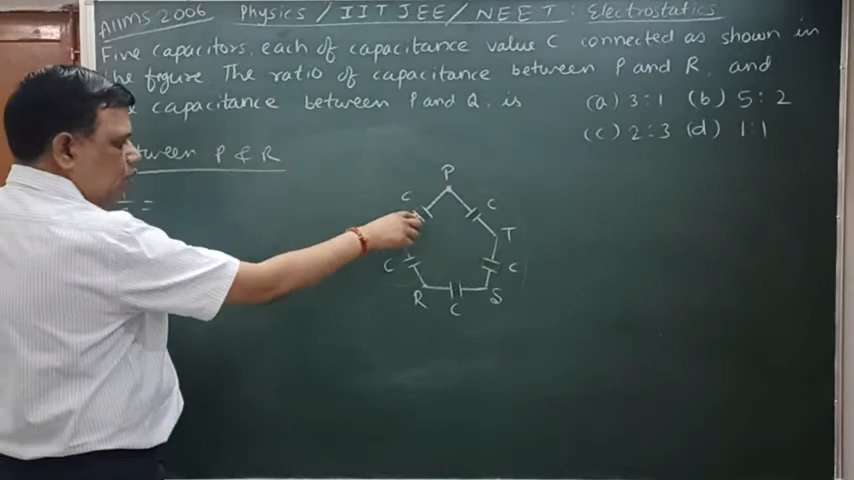 AIIMS 2006 Physics / IIT JEE / NEET : Electrostatics
Five capacitors, each of capacitance value C connected as shown in
the figure. The ratio of capacitance between P and R, and
capacitance between P and Q, is (a) 3:1 (b) 5:2
(c) 2:3 (d) 1:1
P & R
P
C C
T
C C
R S
C